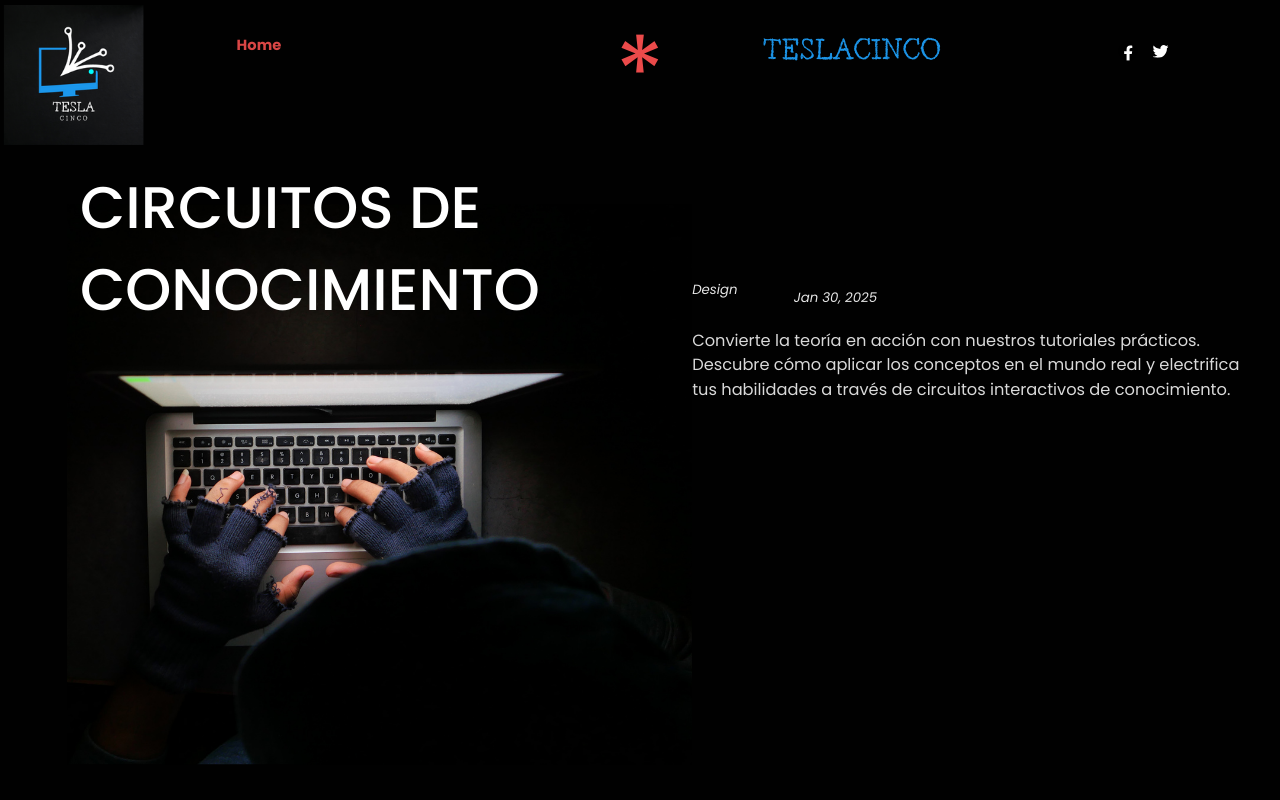 TESLA
CINCO
Home
*
TESLACINCO
CIRCUITOS DE
CONOCIMIENTO
Design
Jan 30, 2025
Convierte la teoría en acción con nuestros tutoriales prácticos.
Descubre cómo aplicar los conceptos en el mundo real y electrifica
tus habilidades a través de circuitos interactivos de conocimiento.